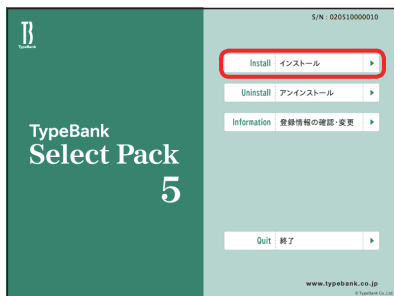 S/N : 020510000010
TB
TypeBank
Install インストール
Uninstall アンインストール
Information 登録情報の確認・変更
TypeBank
Select Pack
5
Quit 終了
www.typebank.co.jp
© TypeBank Co.,Ltd.